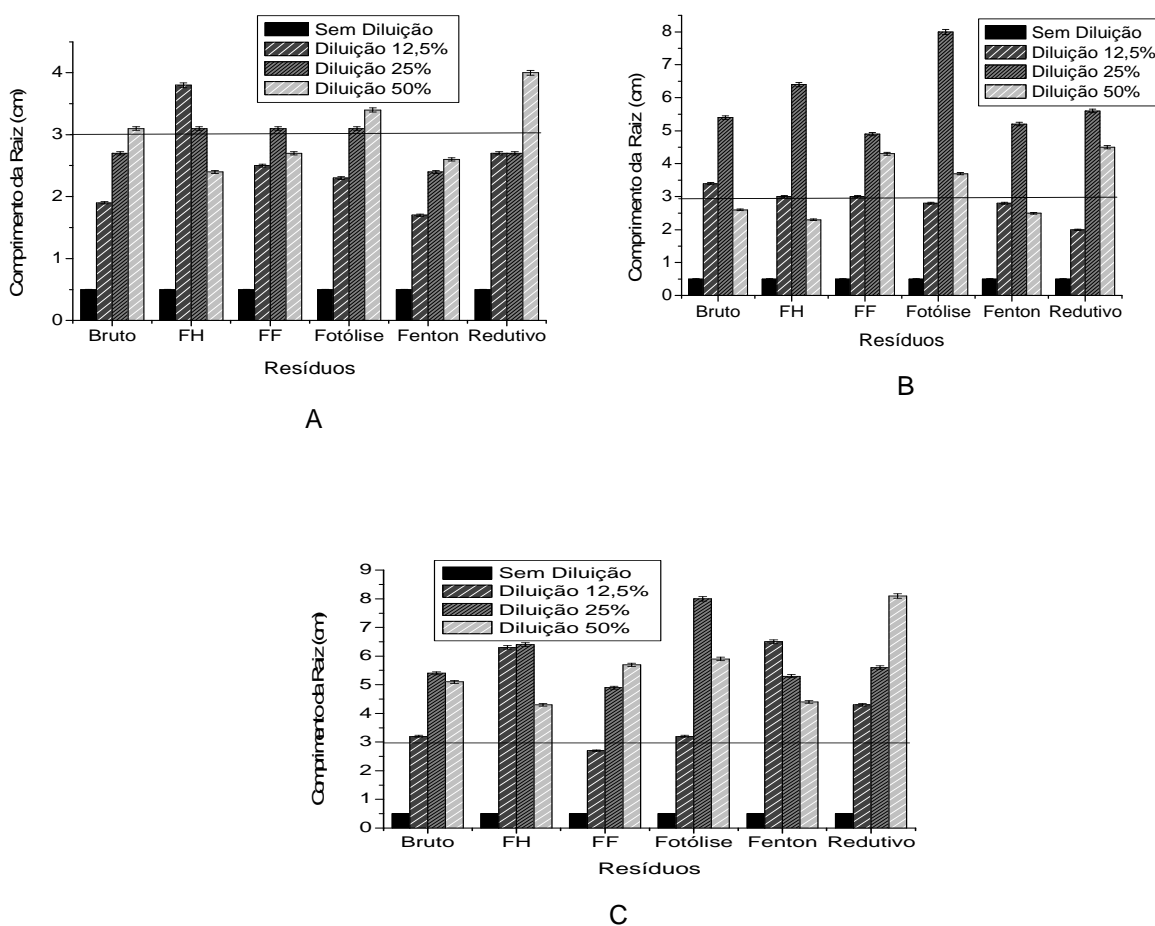 Sem Diluição
Diluição 12,5%
Diluição 25%
Diluição 50%
Comprimento da Raiz (cm)
4
3
2
1
0
Bruto FH FF Fotólise Fenton Redutivo
Resíduos
A
Sem Diluição
Diluição 12,5%
Diluição 25%
Diluição 50%
Comprimento da Raiz (cm)
8
7
6
5
4
3
2
1
0
Bruto FH FF Fotólise Fenton Redutivo
Resíduos
B
Sem Diluição
Diluição 12,5%
Diluição 25%
Diluição 50%
Comprimento da Raiz (cm)
9
8
7
6
5
4
3
2
1
0
Bruto FH FF Fotólise Fenton Redutivo
Resíduos
C